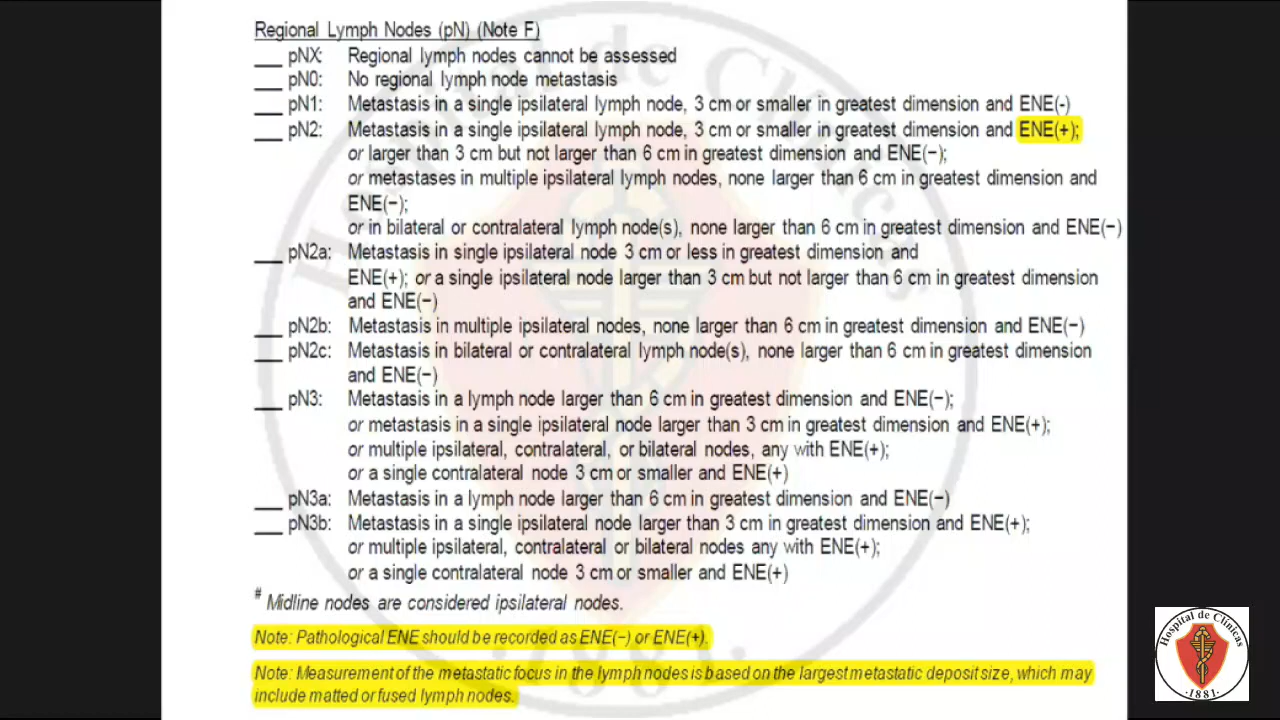 Regional Lymph Nodes (pN) (Note F)
___ pNX: Regional lymph nodes cannot be assessed
___ pN0: No regional lymph node metastasis
___ pN1: Metastasis in a single ipsilateral lymph node, 3 cm or smaller in greatest dimension and ENE(-)
___ pN2: Metastasis in a single ipsilateral lymph node, 3 cm or smaller in greatest dimension and ENE(+);
or larger than 3 cm but not larger than 6 cm in greatest dimension and ENE(−);
or metastases in multiple ipsilateral lymph nodes, none larger than 6 cm in greatest dimension and
ENE(−);
or in bilateral or contralateral lymph node(s), none larger than 6 cm in greatest dimension and ENE(−)
___ pN2a: Metastasis in single ipsilateral node 3 cm or less in greatest dimension and
ENE(+); or a single ipsilateral node larger than 3 cm but not larger than 6 cm in greatest dimension
and ENE(−)
___ pN2b: Metastasis in multiple ipsilateral nodes, none larger than 6 cm in greatest dimension and ENE(−)
___ pN2c: Metastasis in bilateral or contralateral lymph node(s), none larger than 6 cm in greatest dimension
and ENE(−)
___ pN3: Metastasis in a lymph node larger than 6 cm in greatest dimension and ENE(−);
or metastasis in a single ipsilateral node larger than 3 cm in greatest dimension and ENE(+);
or multiple ipsilateral, contralateral, or bilateral nodes, any with ENE(+);
or a single contralateral node 3 cm or smaller and ENE(+)
___ pN3a: Metastasis in a lymph node larger than 6 cm in greatest dimension and ENE(−)
___ pN3b: Metastasis in a single ipsilateral node larger than 3 cm in greatest dimension and ENE(+);
or multiple ipsilateral, contralateral or bilateral nodes any with ENE(+);
or a single contralateral node 3 cm or smaller and ENE(+)
# Midline nodes are considered ipsilateral nodes.
Note: Pathological ENE should be recorded as ENE(−) or ENE(+).
Note: Measurement of the metastatic focus in the lymph nodes is based on the largest metastatic deposit size, which may
include matted or fused lymph nodes.
Hospital de Clínicas
·1881·
Hospital de Clínicas
·1881·